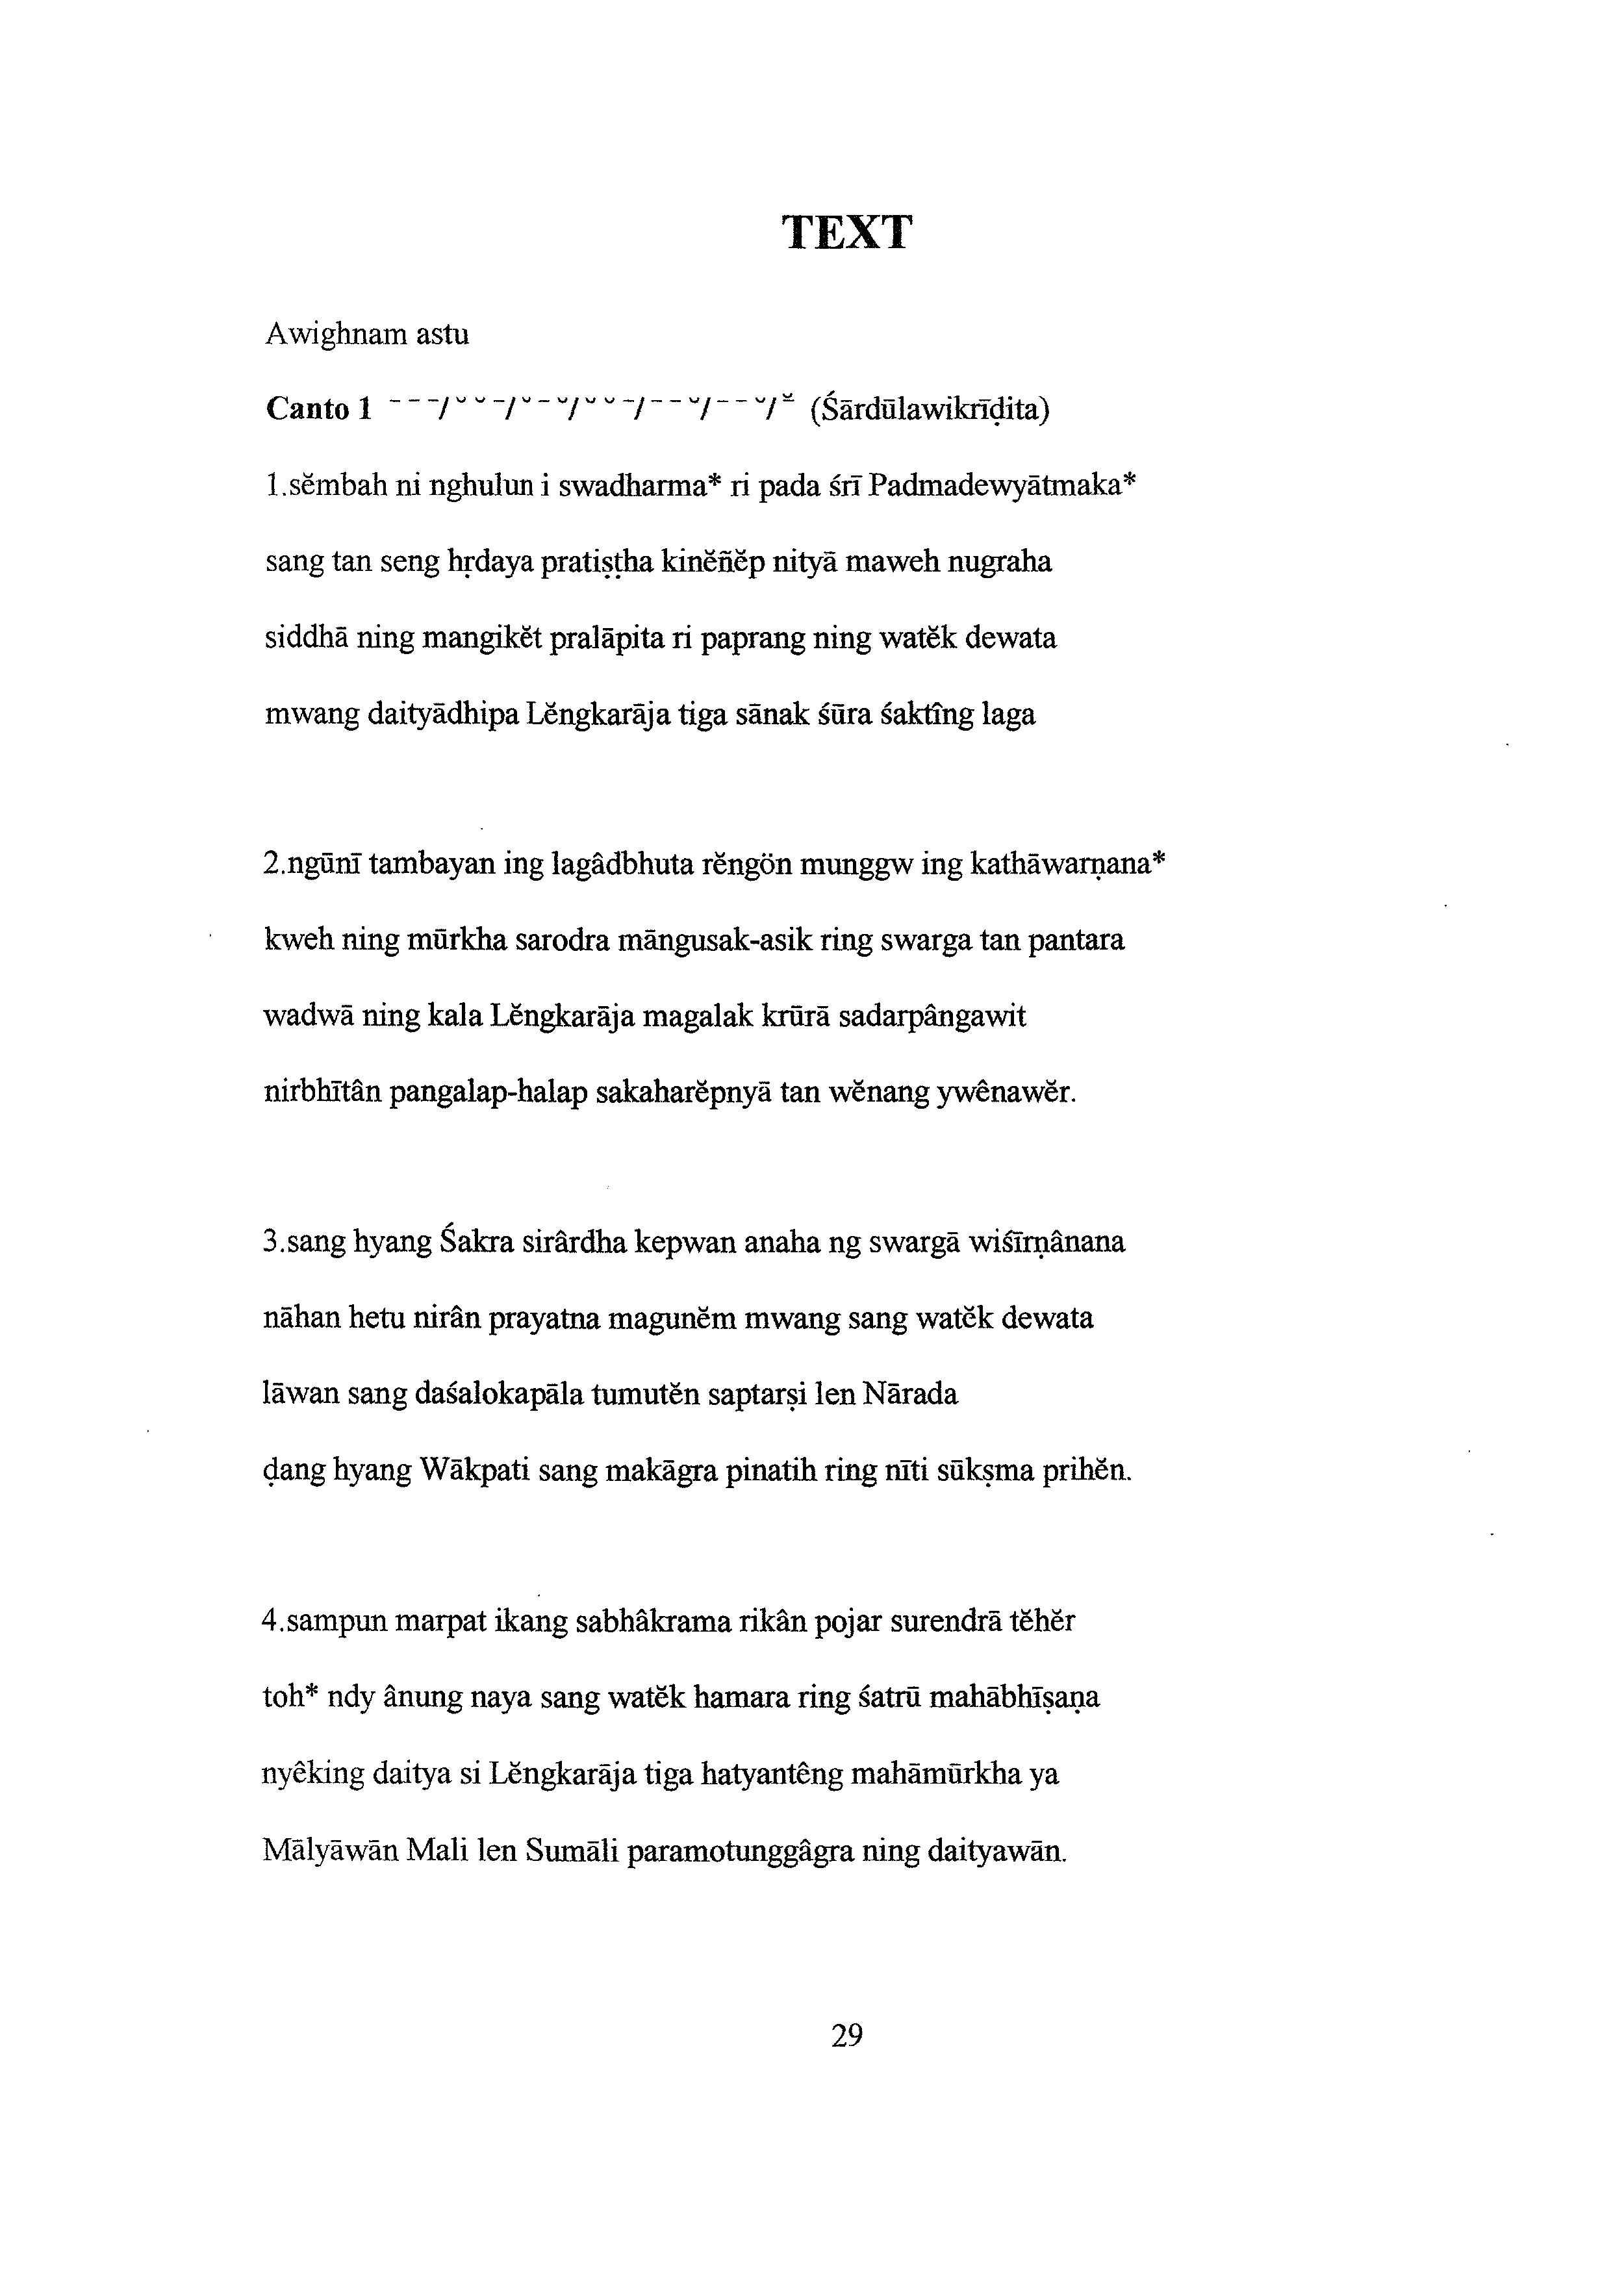 TEXT
Awighnam astu
Canto 1 ¯ ¯ ¯/˘ ˘ ¯/˘ ¯ ˘/˘ ˘ ¯/¯ ¯ ˘/¯ ¯ ˘/⏓ (Śārdūlawikrīḍita)
1.sĕmbah ni nghulun i swadharma* ri pada śrī Padmadewyātmaka*
sang tan seng hṛdaya pratiṣṭha kinĕñĕp nityā maweh nugraha
siddhā ning mangikĕt pralāpita ri paprang ning watĕk dewata
mwang daityādhipa Lĕngkarāja tiga sānak śūra śaktîng laga
2.ngūnī tambayan ing lagâdbhuta rĕngön munggw ing kathāwarṇana*
kweh ning mūrkha sarodra māngusak-asik ring swarga tan pantara
wadwā ning kala Lĕngkarāja magalak krūrā sadarpângawit
nirbhītân pangalap-halap sakaharĕpnyā tan wĕnang ywênawĕr.
3.sang hyang Śakra sirârdha kepwan anaha ng swargā wiśīrṇânana
nāhan hetu nirân prayatna magunĕm mwang sang watĕk dewata
lāwan sang daśalokapāla tumutĕn saptarṣi len Nārada
ḍang hyang Wākpati sang makāgra pinatih ring nīti sūkṣma prihĕn.
4.sampun marpat ikang sabhâkrama rikân pojar surendrā tĕhĕr
toh* ndy ânung naya sang watĕk hamara ring śatrū mahābhīṣaṇa
nyêking daitya si Lĕngkarāja tiga hatyantêng mahāmūrkha ya
Mālyāwān Mali len Sumāli paramotunggâgra ning daityawān.
29